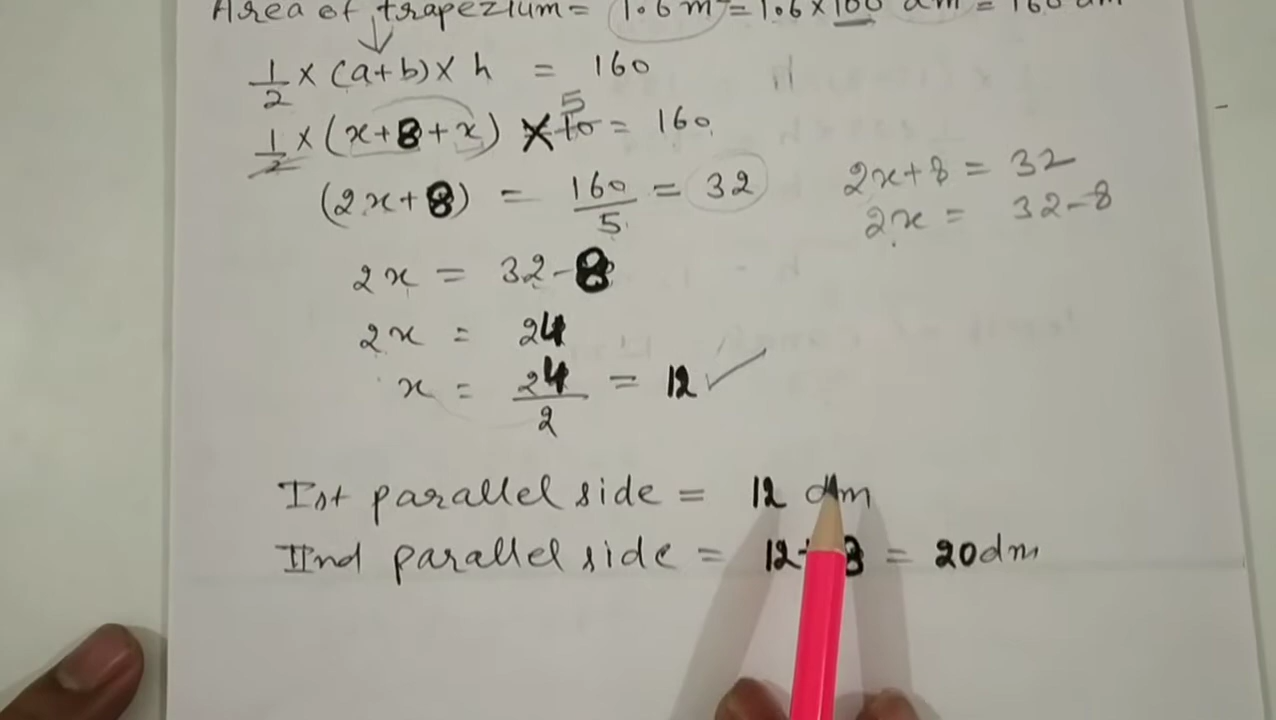 Area of trapezium = 1.6 m² = 1.6 × 100 dm² = 160 dm²
1/2 × (a+b) × h = 160
1/2 × (x+8+x) × 10 5 = 160
(2x+8) = 160/5 = 32
2x+8 = 32
2x = 32-8
2x = 32-8
2x = 24
x = 24/2 = 12 ✓
Ist parallel side = 12 dm
IInd parallel side = 12+8 = 20dm